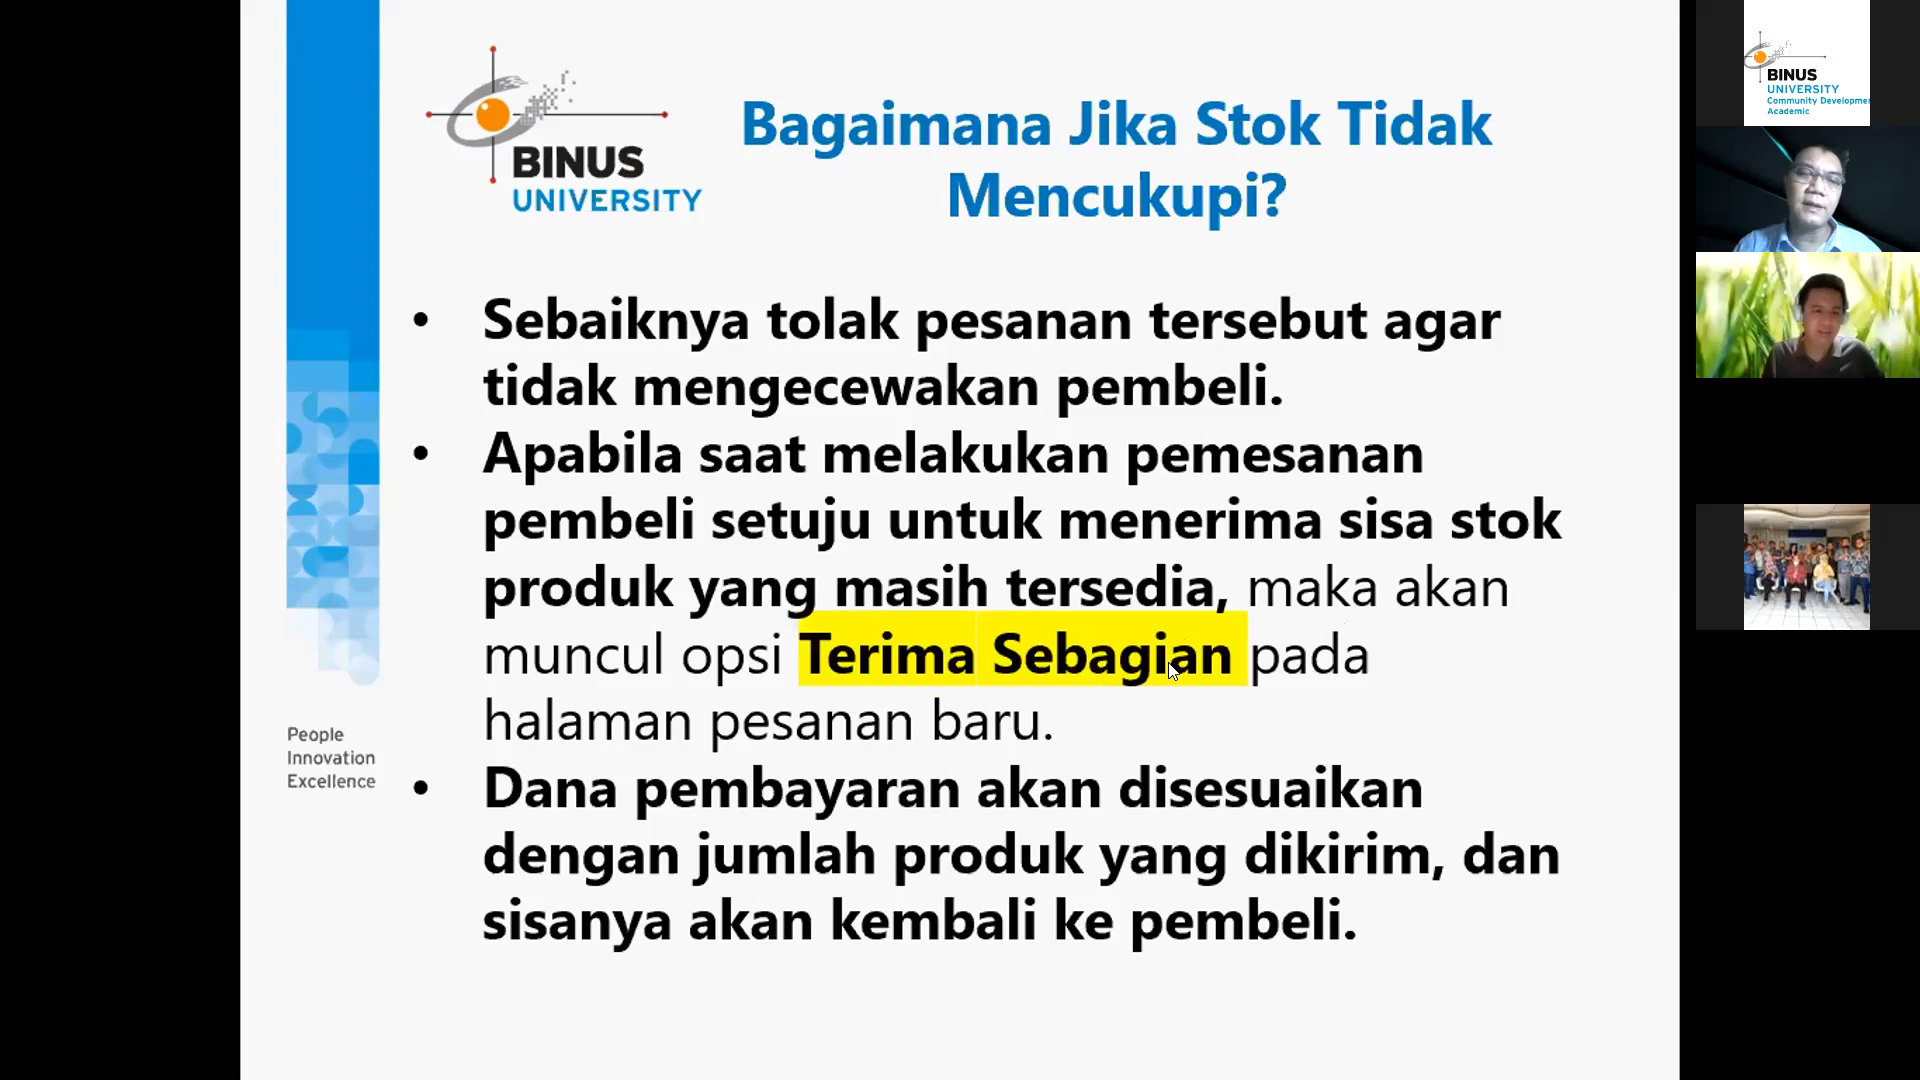 BINUS
UNIVERSITY
Bagaimana Jika Stok Tidak
Mencukupi?
• Sebaiknya tolak pesanan tersebut agar
tidak mengecewakan pembeli.
• Apabila saat melakukan pemesanan
pembeli setuju untuk menerima sisa stok
produk yang masih tersedia, maka akan
muncul opsi Terima Sebagian pada
halaman pesanan baru.
• Dana pembayaran akan disesuaikan
dengan jumlah produk yang dikirim, dan
sisanya akan kembali ke pembeli.
People
Innovation
Excellence
BINUS
UNIVERSITY
Community Developme
Academic